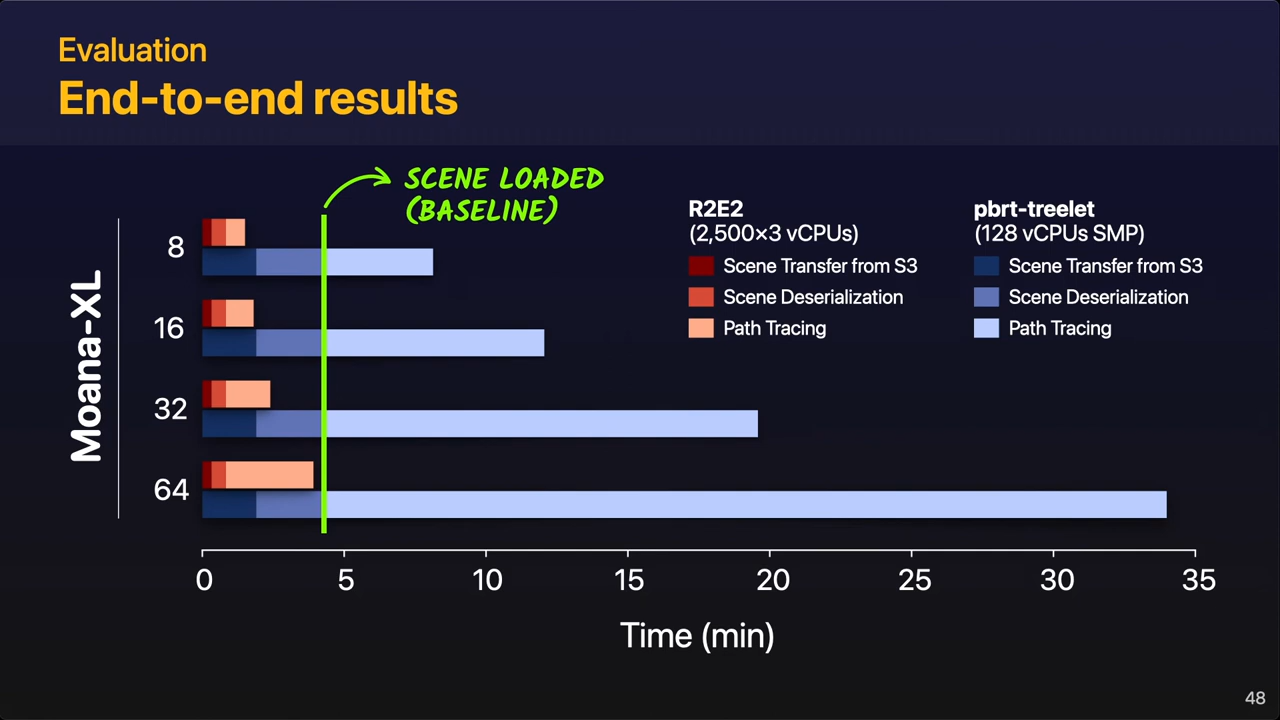 Evaluation
End-to-end results
SCENE LOADED
(BASELINE)
R2E2
(2,500×3 vCPUs)
Scene Transfer from S3
Scene Deserialization
Path Tracing
pbrt-treelet
(128 vCPUs SMP)
Scene Transfer from S3
Scene Deserialization
Path Tracing
Moana-XL
8
16
32
64
0 5 10 15 20 25 30 35
Time (min)
48